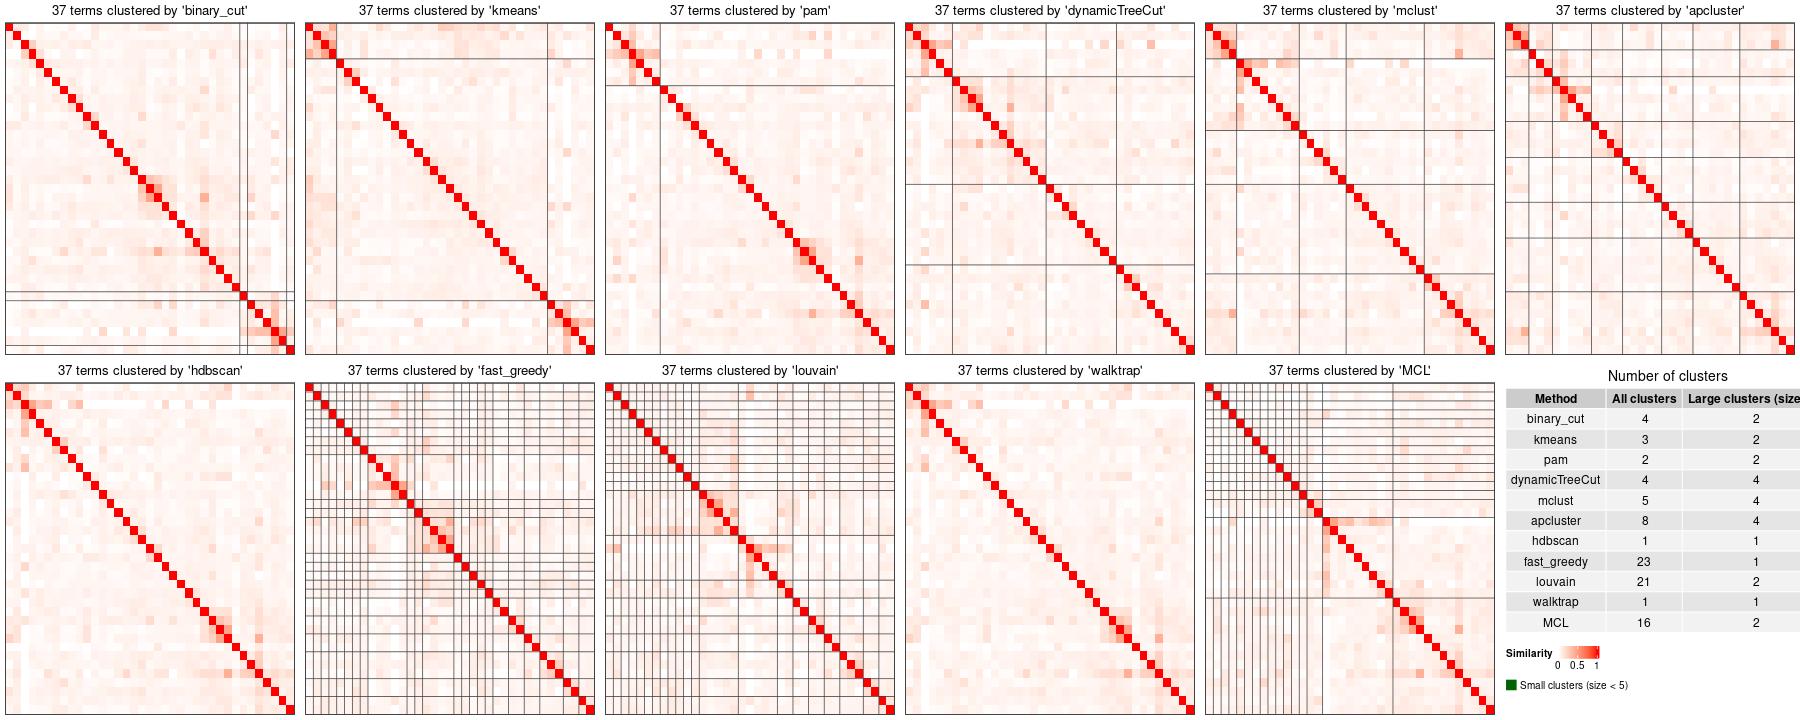 37 terms clustered by 'binary_cut'
37 terms clustered by 'kmeans'
37 terms clustered by 'pam'
37 terms clustered by 'dynamicTreeCut'
37 terms clustered by 'mclust'
37 terms clustered by 'apcluster'
37 terms clustered by 'hdbscan'
37 terms clustered by 'fast_greedy'
37 terms clustered by 'louvain'
37 terms clustered by 'walktrap'
37 terms clustered by 'MCL'
Number of clusters
Method All clusters Large clusters (size
binary_cut 4 2
kmeans 3 2
pam 2 2
dynamicTreeCut 4 4
mclust 5 4
apcluster 8 4
hdbscan 1 1
fast_greedy 23 1
louvain 21 2
walktrap 1 1
MCL 16 2
Similarity
0 0.5 1
Small clusters (size < 5)